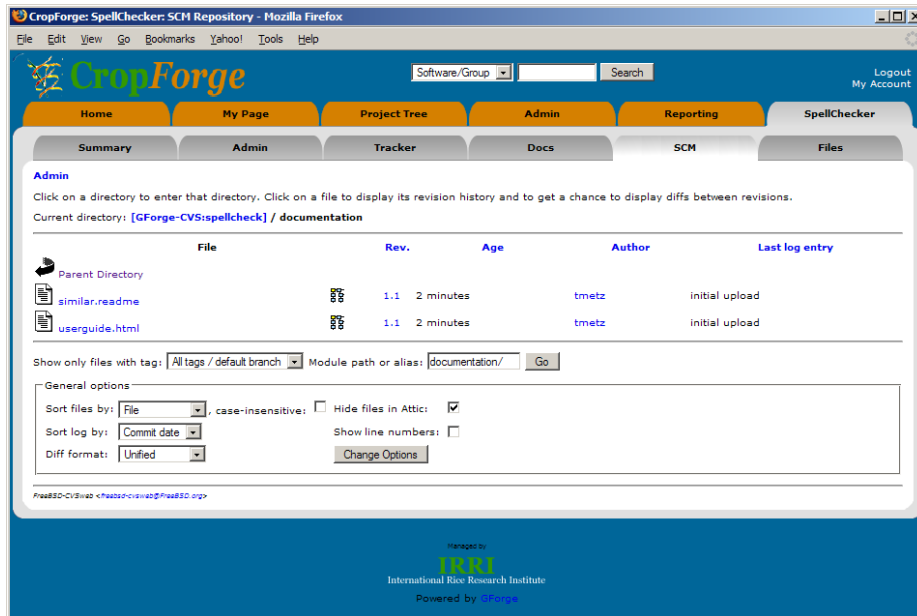 CropForge: SpellChecker: SCM Repository - Mozilla Firefox
File Edit View Go Bookmarks Yahoo! Tools Help
CropForge
Software/Group Search
Logout
My Account
Home My Page Project Tree Admin Reporting SpellChecker
Summary Admin Tracker Docs SCM Files
Admin
Click on a directory to enter that directory. Click on a file to display its revision history and to get a chance to display diffs between revisions.
Current directory: [GForge-CVS:spellcheck] / documentation
File Rev. Age Author Last log entry
Parent Directory
similar.readme 1.1 2 minutes tmetz initial upload
userguide.html 1.1 2 minutes tmetz initial upload
Show only files with tag: All tags / default branch Module path or alias: documentation/ Go
General options
Sort files by: File , case-insensitive: Hide files in Attic:
Sort log by: Commit date Show line numbers:
Diff format: Unified Change Options
FreeBSD-CVSweb <freebsd-cvsweb@FreeBSD.org>
Managed by
IRRI
International Rice Research Institute
Powered by GForge